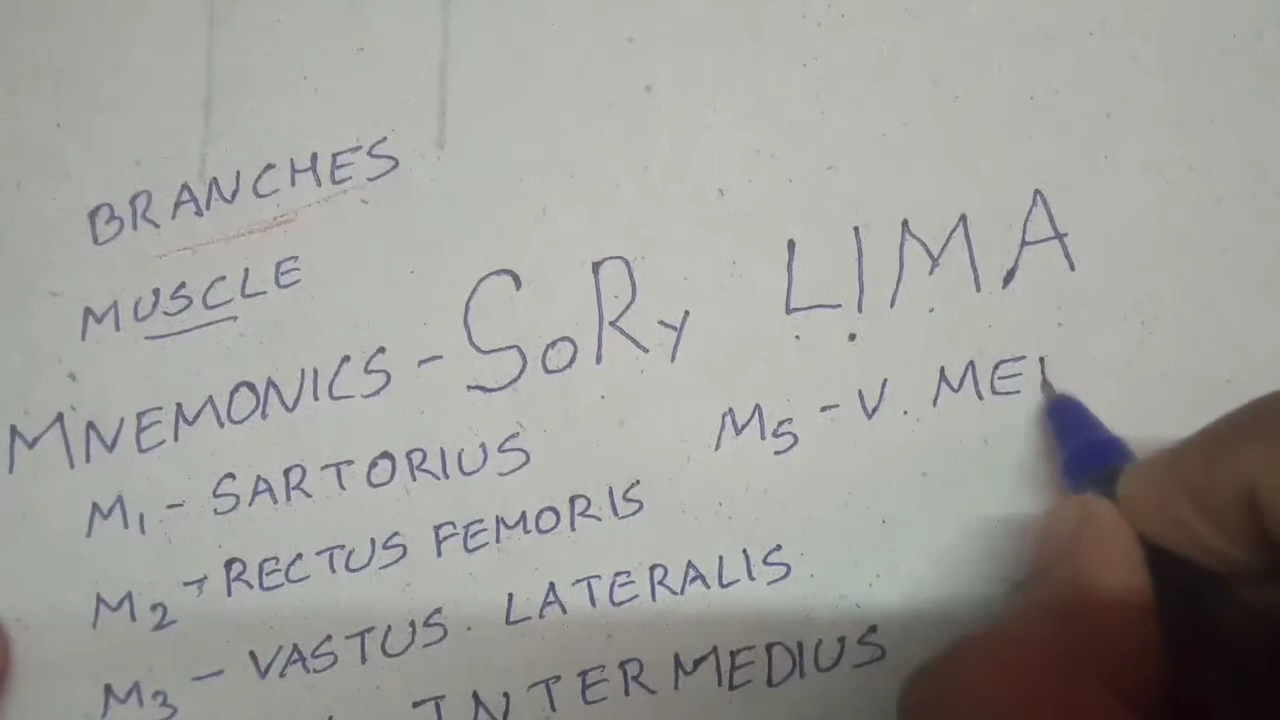 BRANCHES
MUSCLE
MNEMONICS - SoRy LIMA
M1 - SARTORIUS
M2 - RECTUS FEMORIS
M3 - VASTUS. LATERALIS
INTERMEDIUS
M5 - V. ME